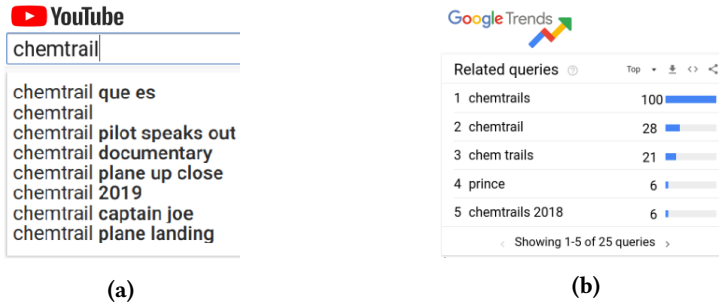 YouTube
chemtrail
chemtrail que es
chemtrail
chemtrail pilot speaks out
chemtrail documentary
chemtrail plane up close
chemtrail 2019
chemtrail captain joe
chemtrail plane landing
(a)
Google Trends
Related queries Top
1 chemtrails 100
2 chemtrail 28
3 chem trails 21
4 prince 6
5 chemtrails 2018 6
Showing 1-5 of 25 queries
(b)